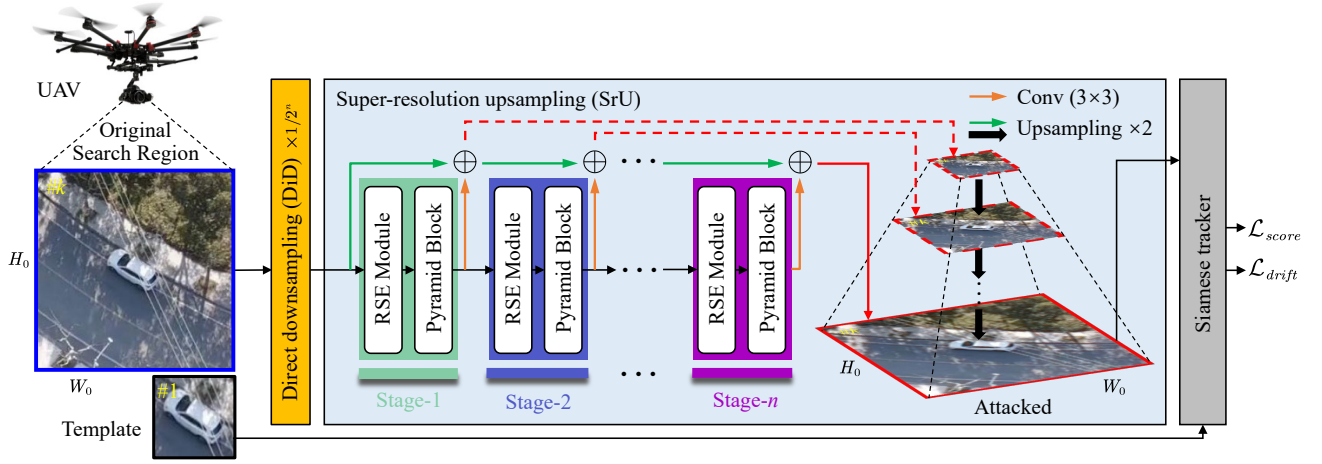 UAV
Original
Search Region
#k
H₀
W₀
#1
Template
Direct downsampling (DiD) ×1/2ⁿ
Super-resolution upsampling (SrU)
Conv (3×3)
Upsampling ×2
RSE Module
Pyramid Block
RSE Module
Pyramid Block
RSE Module
Pyramid Block
Stage-1
Stage-2
Stage-n
H₀
W₀
Attacked
Siamese tracker
ℒscore
ℒdrift